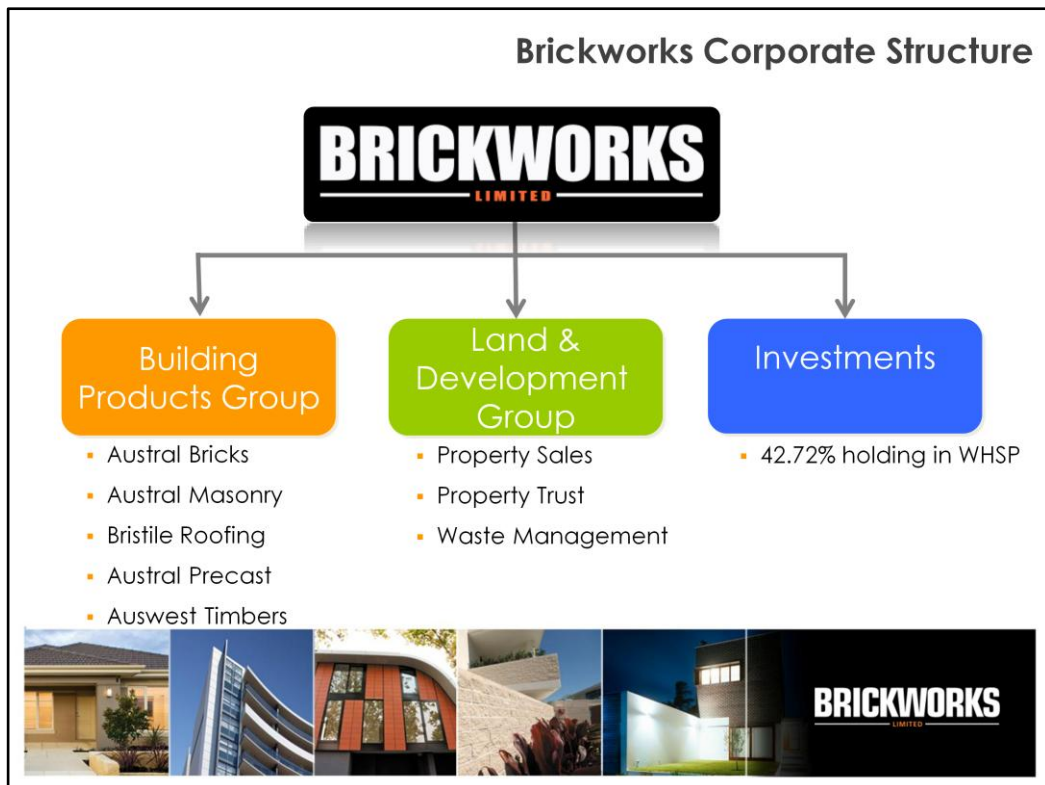 Brickworks Corporate Structure
BRICKWORKS
LIMITED
Building
Products Group
▪ Austral Bricks
▪ Austral Masonry
▪ Bristile Roofing
▪ Austral Precast
▪ Auswest Timbers
Land &
Development
Group
▪ Property Sales
▪ Property Trust
▪ Waste Management
Investments
▪ 42.72% holding in WHSP
BRICKWORKS
LIMITED